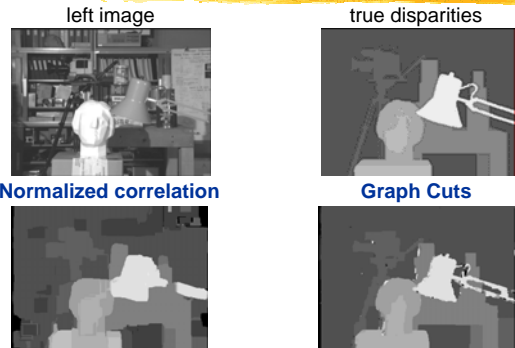 left image
true disparities
Normalized correlation
Graph Cuts